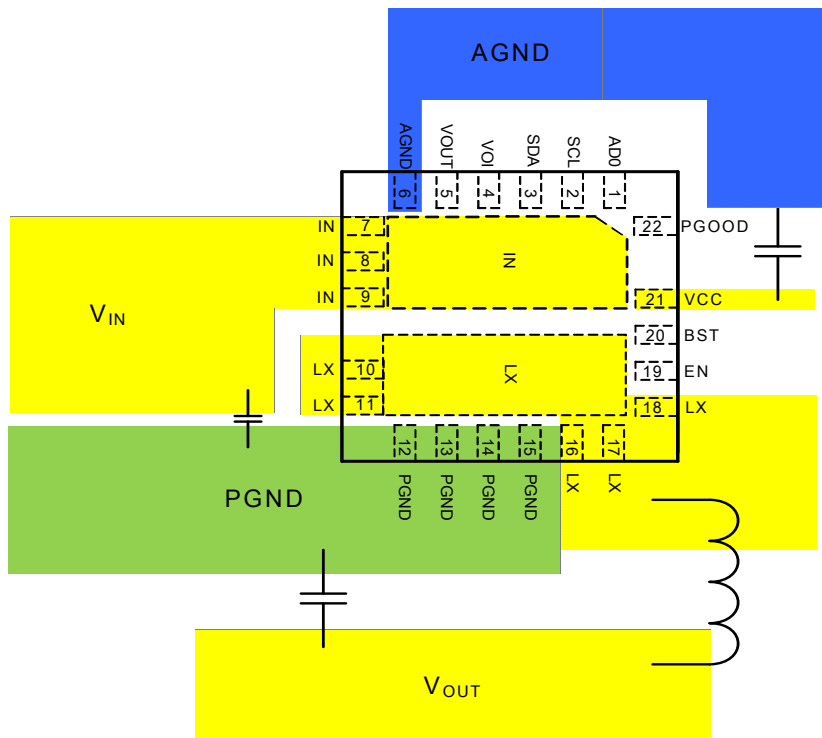 AGND
AGND
VOUT
VOI
SDA
SCL
AD0
6
5
4
3
2
1
IN 7
22 PGOOD
IN 8
IN
IN 9
21 VCC
V_IN
20 BST
LX 10
LX
19 EN
LX 11
18 LX
12
13
14
15
16
17
PGND
PGND
PGND
PGND
LX
LX
PGND
V_OUT